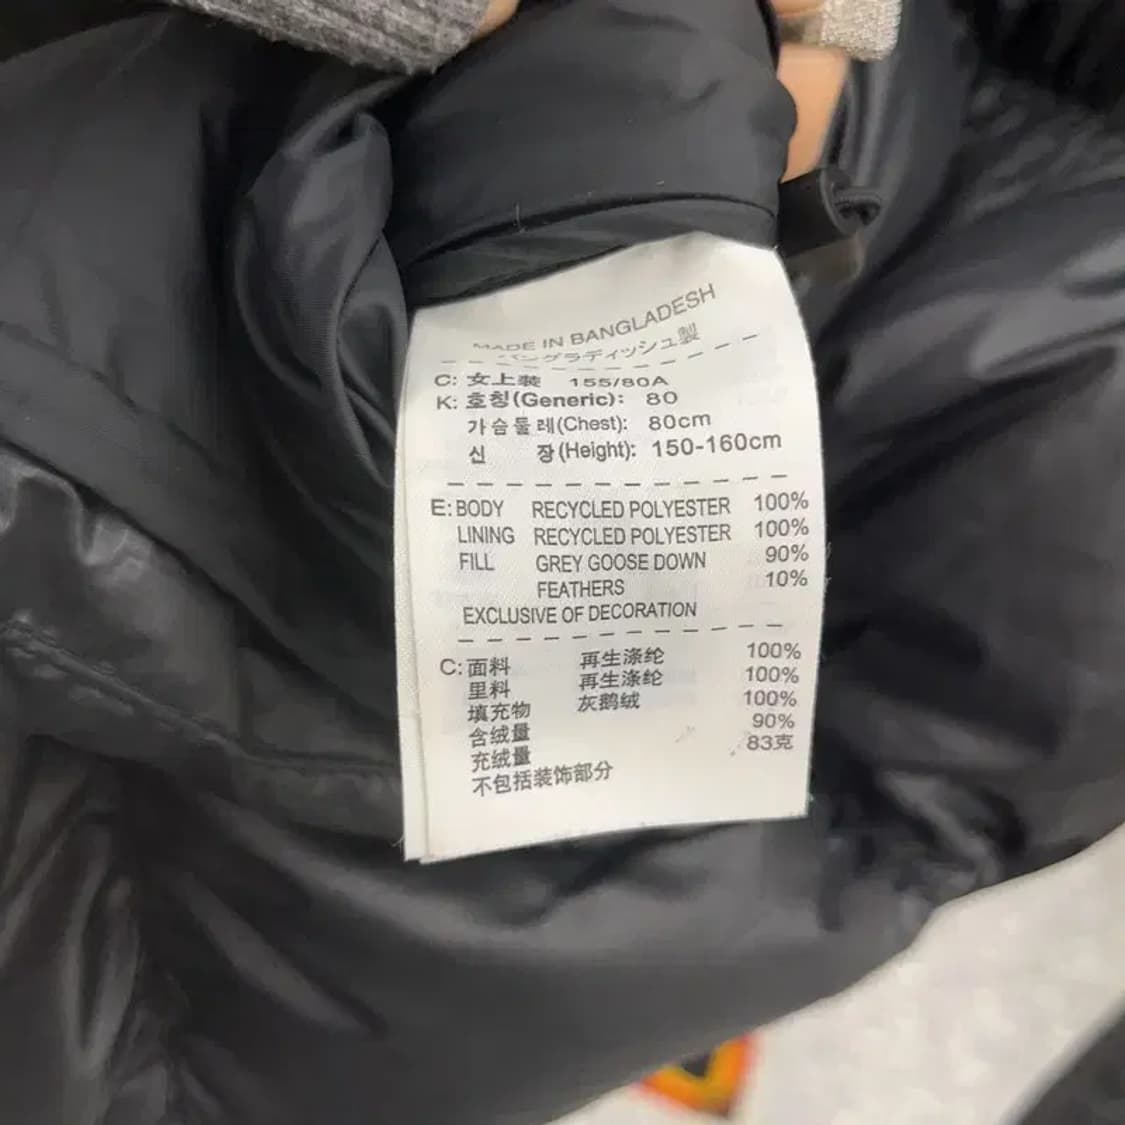 MADE IN BANGLADESH
バングラディッシュ製
C: 女上装 155/80A
K: 호칭(Generic): 80
가슴둘레(Chest): 80cm
신 장(Height): 150-160cm
E: BODY RECYCLED POLYESTER 100%
LINING RECYCLED POLYESTER 100%
FILL GREY GOOSE DOWN 90%
FEATHERS 10%
EXCLUSIVE OF DECORATION
C: 面料 再生涤纶 100%
里料 再生涤纶 100%
填充物 灰鹅绒 100%
含绒量 90%
充绒量 83克
不包括装饰部分